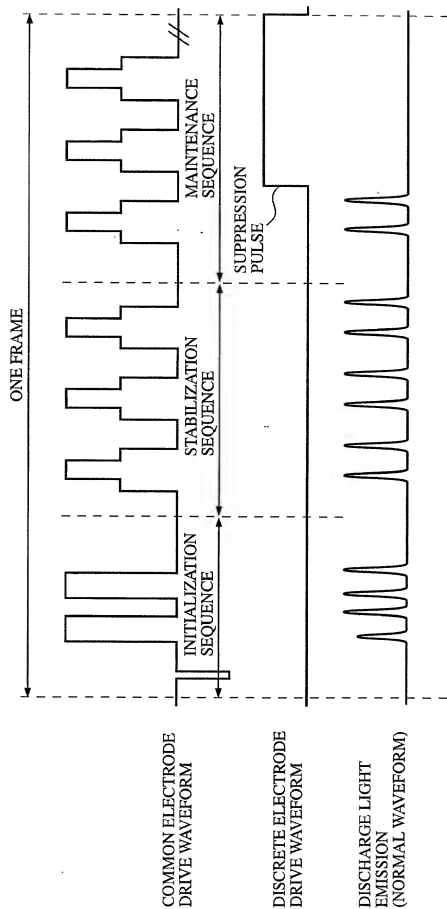 ONE FRAME
COMMON ELECTRODE
DRIVE WAVEFORM
INITIALIZATION
SEQUENCE
STABILIZATION
SEQUENCE
MAINTENANCE
SEQUENCE
DISCRETE ELECTRODE
DRIVE WAVEFORM
SUPPRESSION
PULSE
DISCHARGE LIGHT
EMISSION
(NORMAL WAVEFORM)